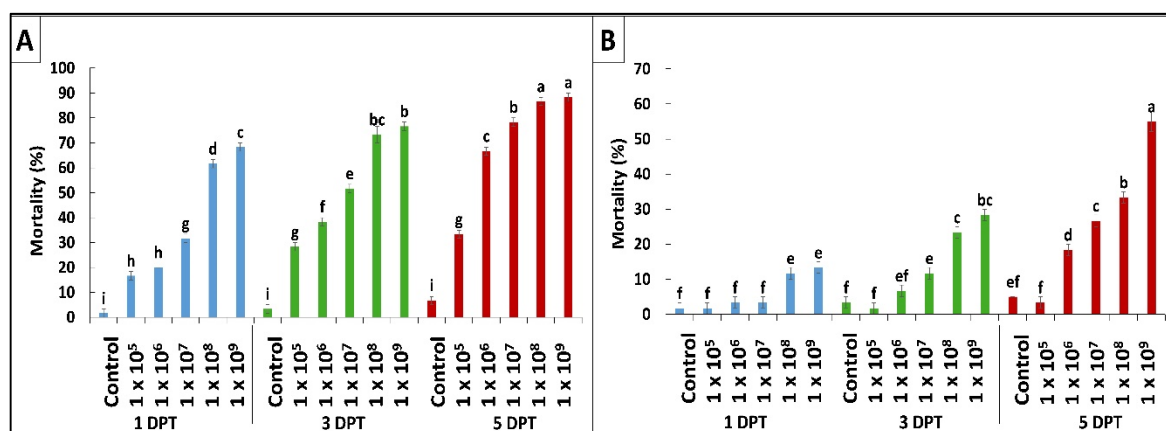 A
Mortality (%)
100
90
80
70
60
50
40
30
20
10
0
i
h
h
g
d
c
i
g
f
e
bc
b
i
g
c
b
a
a
Control
1 x 10⁵
1 x 10⁶
1 x 10⁷
1 x 10⁸
1 x 10⁹
Control
1 x 10⁵
1 x 10⁶
1 x 10⁷
1 x 10⁸
1 x 10⁹
Control
1 x 10⁵
1 x 10⁶
1 x 10⁷
1 x 10⁸
1 x 10⁹
1 DPT
3 DPT
5 DPT
B
Mortality (%)
70
60
50
40
30
20
10
0
f
f
f
f
e
e
f
f
ef
e
c
bc
ef
f
d
c
b
a
Control
1 x 10⁵
1 x 10⁶
1 x 10⁷
1 x 10⁸
1 x 10⁹
Control
1 x 10⁵
1 x 10⁶
1 x 10⁷
1 x 10⁸
1 x 10⁹
Control
1 x 10⁵
1 x 10⁶
1 x 10⁷
1 x 10⁸
1 x 10⁹
1 DPT
3 DPT
5 DPT